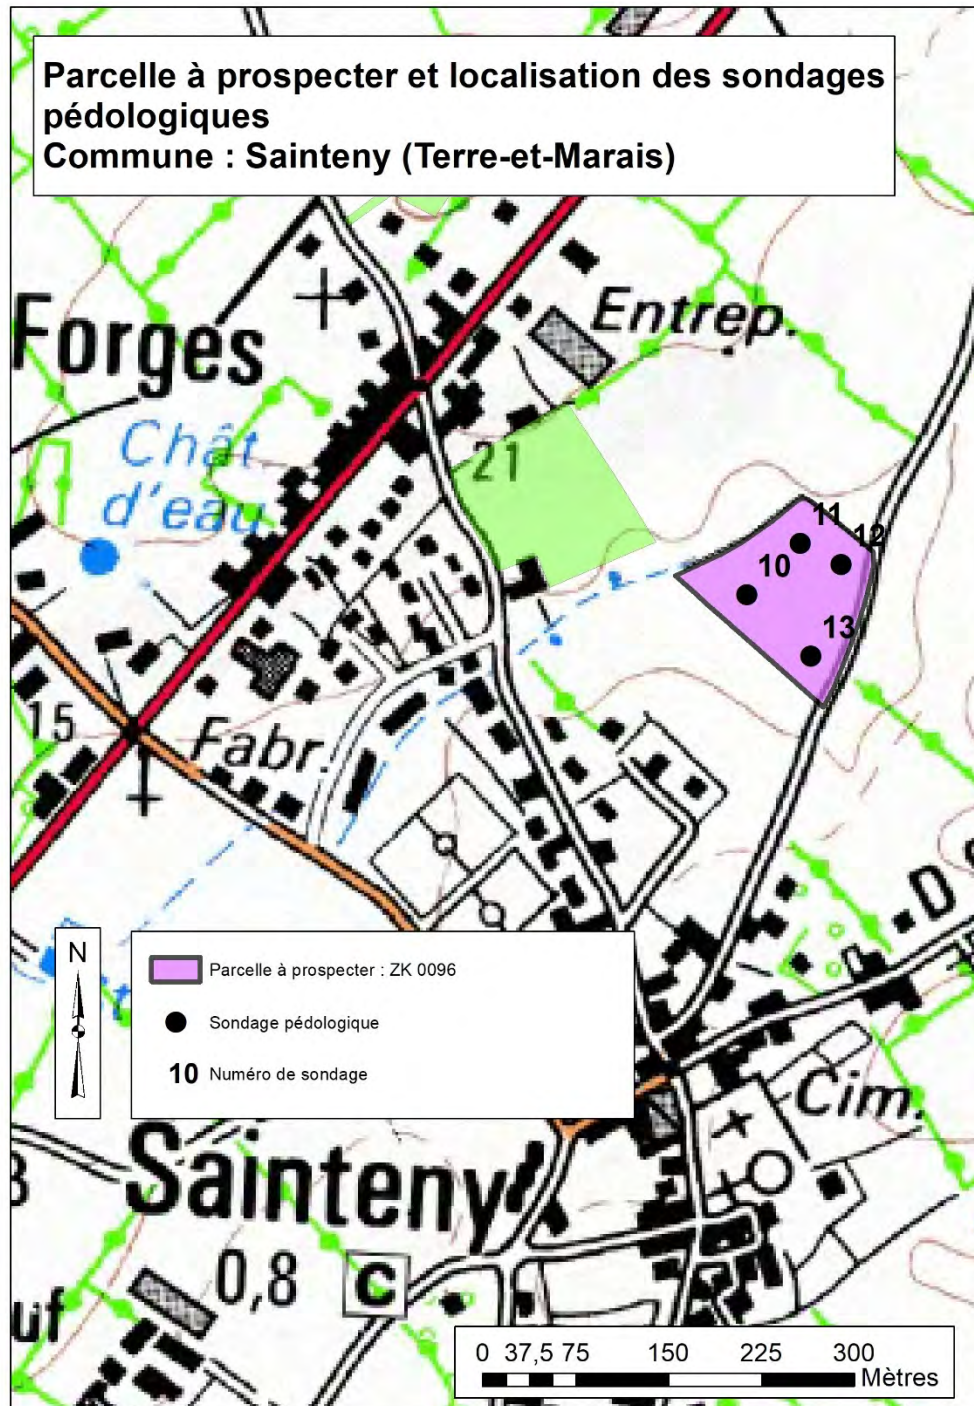 Parcelle à prospecter et localisation des sondages
pédologiques
Commune : Sainteny (Terre-et-Marais)
Forges
Entrep.
Chât
d'eau
21
11
12
10
13
15
Fabr.
D
N
Parcelle à prospecter : ZK 0096
Sondage pédologique
10 Numéro de sondage
Cim.
Sainteny
0,8
C
uf
0 37,5 75 150 225 300
Mètres